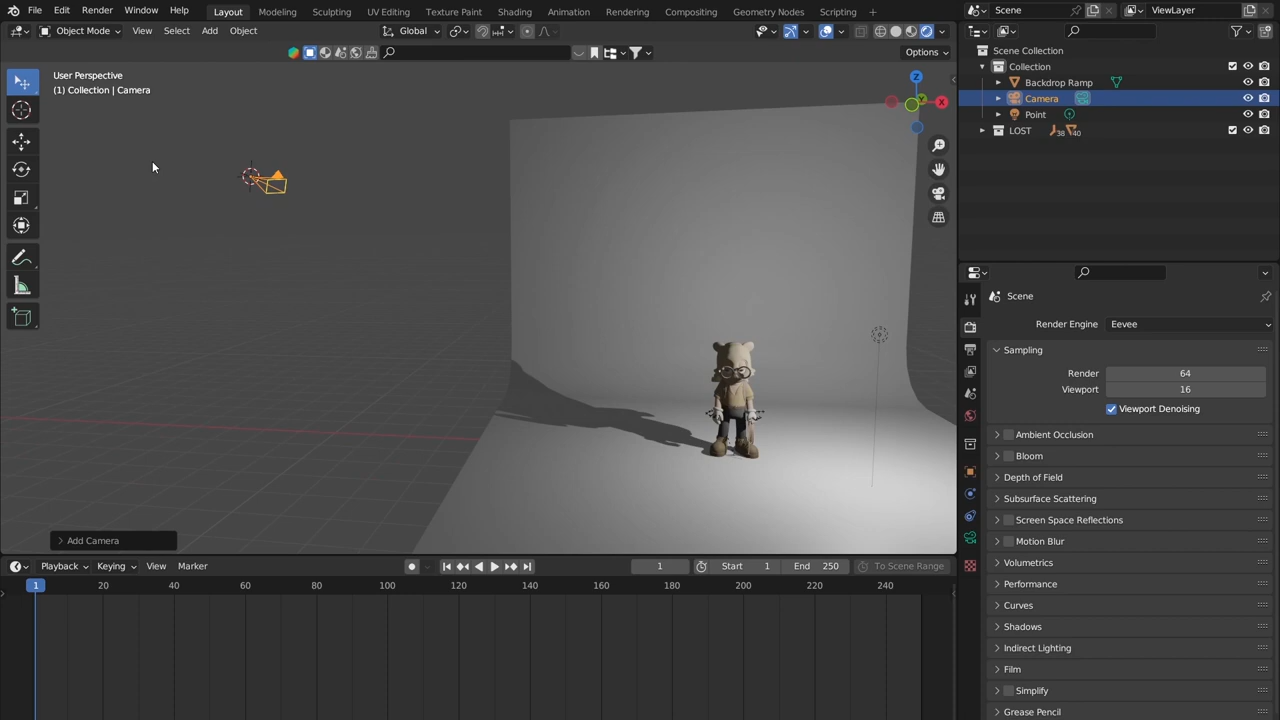 File Edit Render Window Help Layout Modeling Sculpting UV Editing Texture Paint Shading Animation Rendering Compositing Geometry Nodes Scripting Scene ViewLayer
Object Mode View Select Add Object Global
Options
User Perspective
(1) Collection | Camera
Z
X
Scene Collection
Collection
Backdrop Ramp
Camera
Point
LOST 38 40
Scene
Render Engine Eevee
Sampling
Render 64
Viewport 16
Viewport Denoising
Ambient Occlusion
Bloom
Depth of Field
Subsurface Scattering
Screen Space Reflections
Motion Blur
Volumetrics
Performance
Curves
Shadows
Indirect Lighting
Film
Simplify
Grease Pencil
Add Camera
Playback Keying View Marker 1 Start 1 End 250 To Scene Range
1 20 40 60 80 100 120 140 160 180 200 220 240